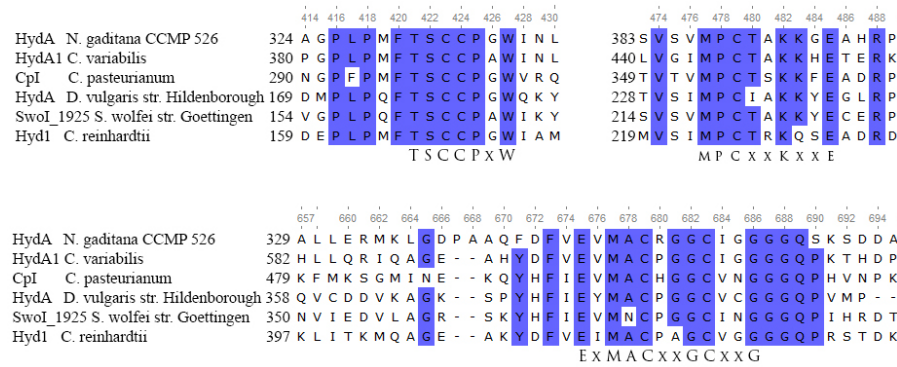 414 420 422 424 426 428 430 474 476 478 480 482 484 486 488
HydA N. gaditana CCMP 526 324 A G P L P M F T S C C P G W I N L 383 S V S V M P C T A K K G E A H R P
HydA1 C. variabilis 380 P G P L P M F T S C C P A W I N L 440 L V G I M P C T A K K H E T E R P
CpI C. pasteurianum 290 N G P F P M F T S C C P G W V R Q 349 T V T V M P C T S K K F E A D R P
HydA D. vulgaris str. Hildenborough 169 D M P L P Q F T S C C P Q W Q K Y 228 T V S I M P C I A K K Y E G L R P
SwoI_1925 S. wolfei str. Goettingen 154 V G P L P Q F T S C C P G W V K Y 214 S V S V M P C T A K K Y E C E R P
Hyd1 C. reinhardtii 159 D E P L P M F T S C C P G W I A M 219 M V S I M P C T R K Q S E A D R D
T S C C P x W M P C x x K x x E
657 660 662 664 666 668 670 672 674 676 678 680 682 684 686 688 690 692 694
HydA N. gaditana CCMP 526 329 A L L E R M K L G D P A A Q F D F V E V M A C R G G C I G G G G Q S K S D D A
HydA1 C. variabilis 582 H L L Q R I Q A G E - - A H Y D F V E V M A C P G G C I G G G G Q P K T H D P
CpI C. pasteurianum 479 K F M K S G M I N E - - K Q Y H F I E V M A C H G G C V N G G G Q P H V N P K
HydA D. vulgaris str. Hildenborough 358 Q V C D D V K A G K - - S P Y H F I E Y M A C P G G C V C G G G Q P V M P - -
SwoI_1925 S. wolfei str. Goettingen 350 N V I E D V L A G R - - S K Y H F I E V M N C P G G C I N G G G Q P I H R D T
Hyd1 C. reinhardtii 397 K L I T K M Q A G E - - A K Y D F V E I M A C P A G C V G G G G Q P R S T D K
E x M A C x x G C x x G